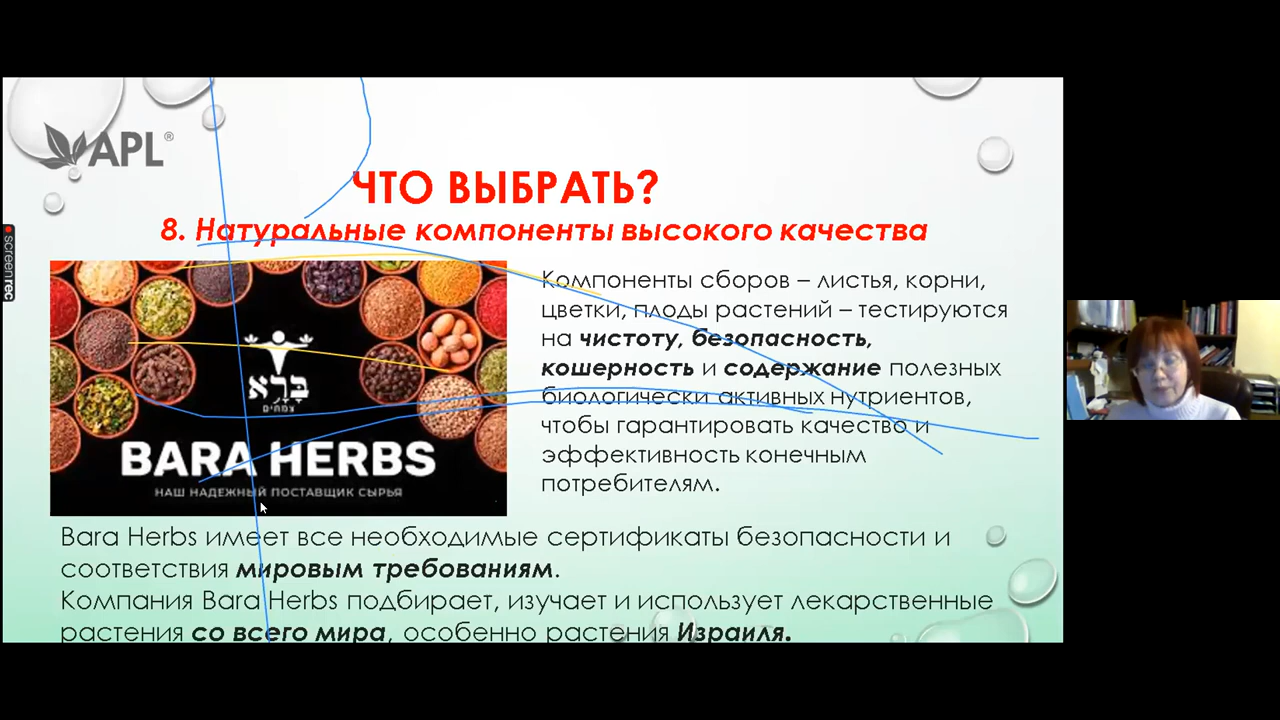 APL®
ЧТО ВЫБРАТЬ?
8. Натуральные компоненты высокого качества
screenrec
Компоненты сборов – листья, корни,
цветки, плоды растений – тестируются
на чистоту, безопасность,
кошерность и содержание полезных
биологически активных нутриентов,
чтобы гарантировать качество и
эффективность конечным
потребителям.
ברא
צמחים
BARA HERBS
НАШ НАДЕЖНЫЙ ПОСТАВЩИК СЫРЬЯ
Bara Herbs имеет все необходимые сертификаты безопасности и
соответствия мировым требованиям.
Компания Bara Herbs подбирает, изучает и использует лекарственные
растения со всего мира, особенно растения Израиля.